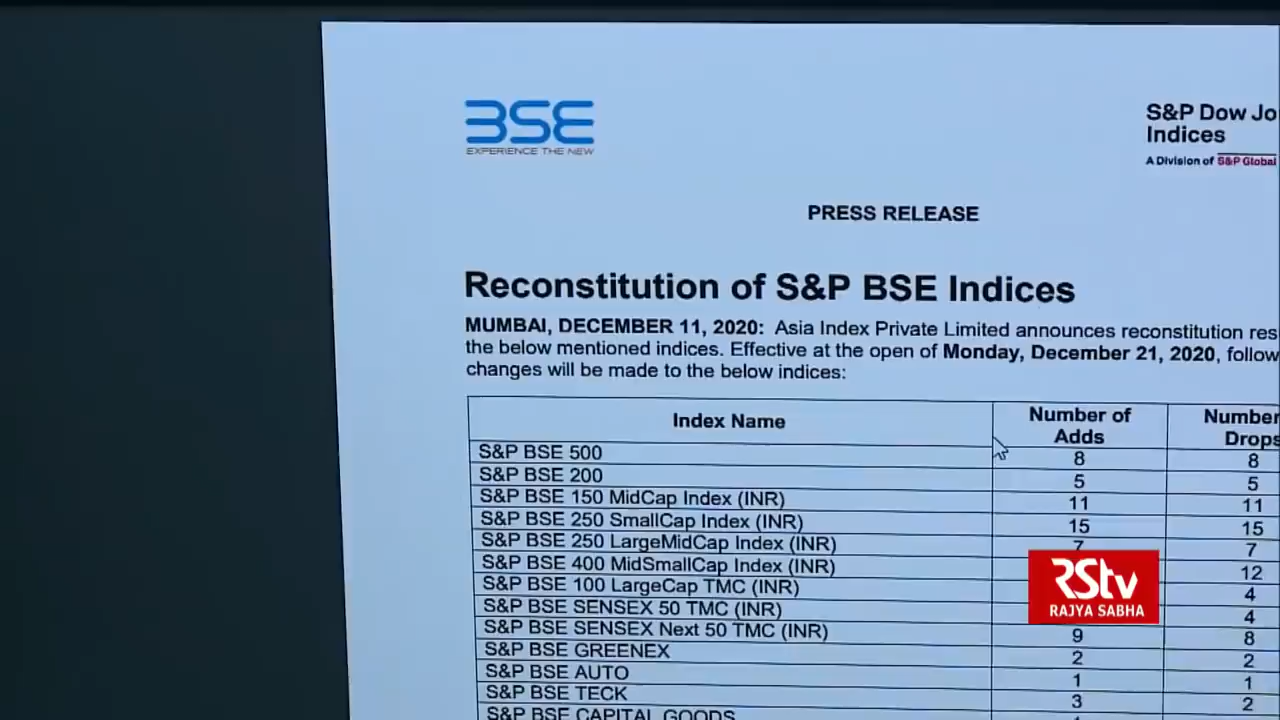 BSE
EXPERIENCE THE NEW
S&P Dow Jo
Indices
A Division of S&P Global
PRESS RELEASE
Reconstitution of S&P BSE Indices
MUMBAI, DECEMBER 11, 2020: Asia Index Private Limited announces reconstitution res
the below mentioned indices. Effective at the open of Monday, December 21, 2020, follow
changes will be made to the below indices:
Index Name Number of Adds Number Drops
S&P BSE 500 8 8
S&P BSE 200 5 5
S&P BSE 150 MidCap Index (INR) 11 11
S&P BSE 250 SmallCap Index (INR) 15 15
S&P BSE 250 LargeMidCap Index (INR) 7 7
S&P BSE 400 MidSmallCap Index (INR) 12
S&P BSE 100 LargeCap TMC (INR) 4
S&P BSE SENSEX 50 TMC (INR) 4
S&P BSE SENSEX Next 50 TMC (INR) 9 8
S&P BSE GREENEX 2 2
S&P BSE AUTO 1 1
S&P BSE TECK 3 2
S&P BSE CAPITAL GOODS
RStv
RAJYA SABHA